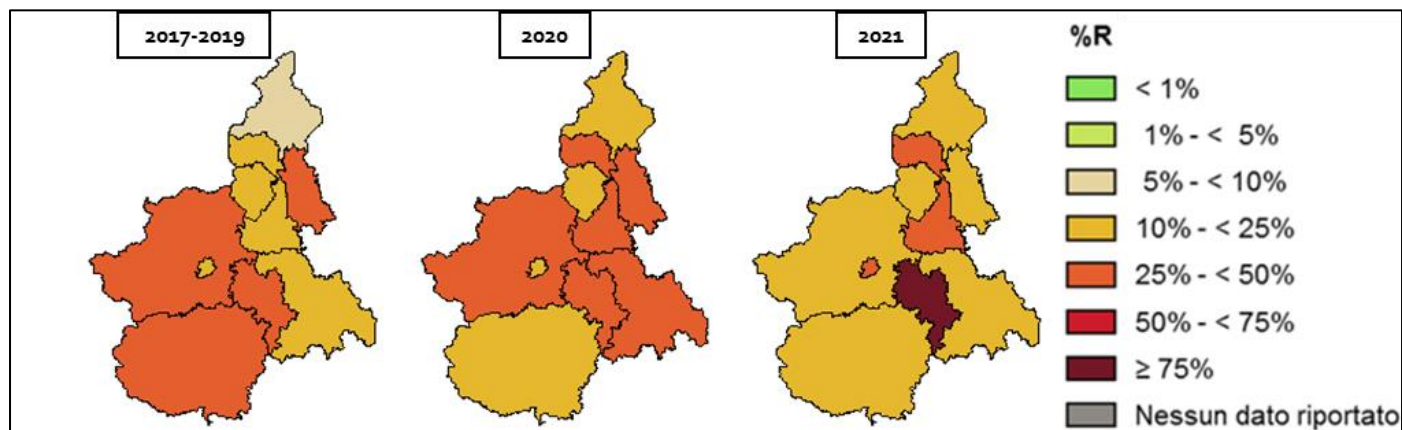 2017-2019
2020
2021
%R
< 1%
1% - < 5%
5% - < 10%
10% - < 25%
25% - < 50%
50% - < 75%
≥ 75%
Nessun dato riportato